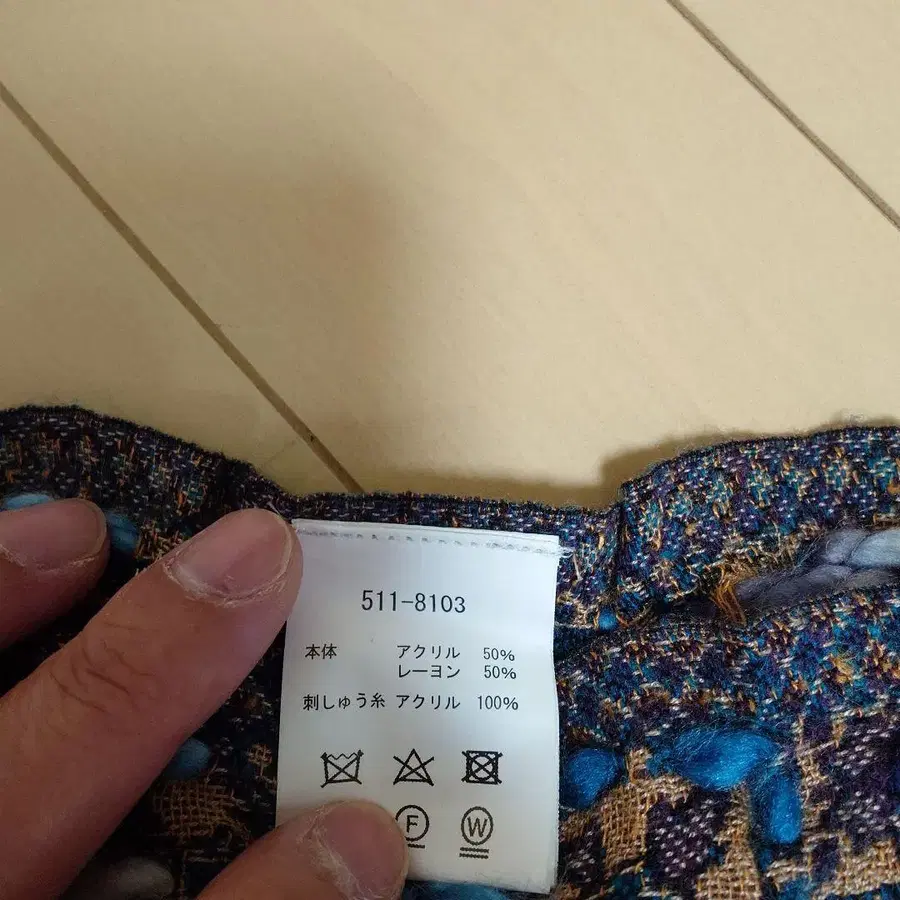 511-8103
本体 アクリル 50%
レーヨン 50%
刺しゅう糸 アクリル 100%
F W